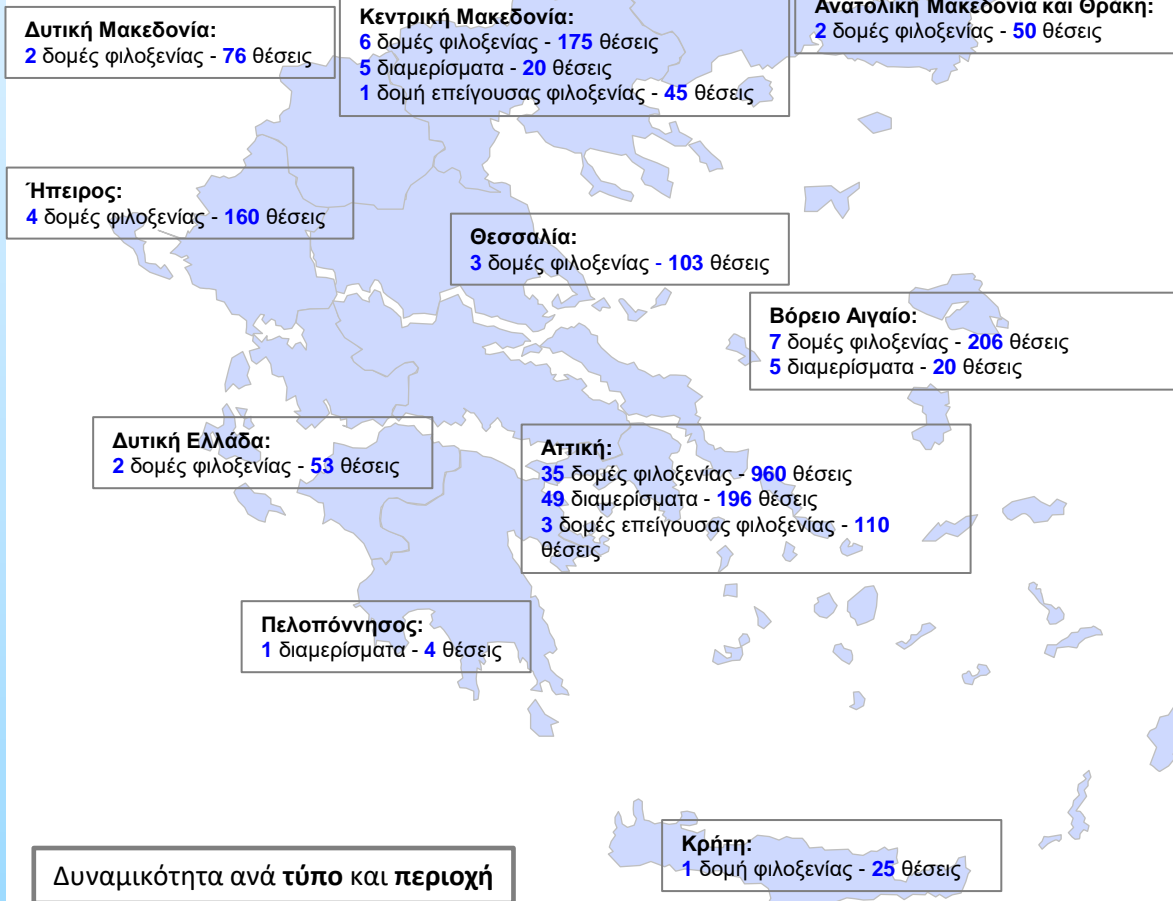 Δυτική Μακεδονία:
2 δομές φιλοξενίας - 76 θέσεις
Κεντρική Μακεδονία:
6 δομές φιλοξενίας - 175 θέσεις
5 διαμερίσματα - 20 θέσεις
1 δομή επείγουσας φιλοξενίας - 45 θέσεις
Ανατολική Μακεδονία και Θράκη:
2 δομές φιλοξενίας - 50 θέσεις
Ήπειρος:
4 δομές φιλοξενίας - 160 θέσεις
Θεσσαλία:
3 δομές φιλοξενίας - 103 θέσεις
Βόρειο Αιγαίο:
7 δομές φιλοξενίας - 206 θέσεις
5 διαμερίσματα - 20 θέσεις
Δυτική Ελλάδα:
2 δομές φιλοξενίας - 53 θέσεις
Αττική:
35 δομές φιλοξενίας - 960 θέσεις
49 διαμερίσματα - 196 θέσεις
3 δομές επείγουσας φιλοξενίας - 110
θέσεις
Πελοπόννησος:
1 διαμερίσματα - 4 θέσεις
Κρήτη:
1 δομή φιλοξενίας - 25 θέσεις
Δυναμικότητα ανά τύπο και περιοχή